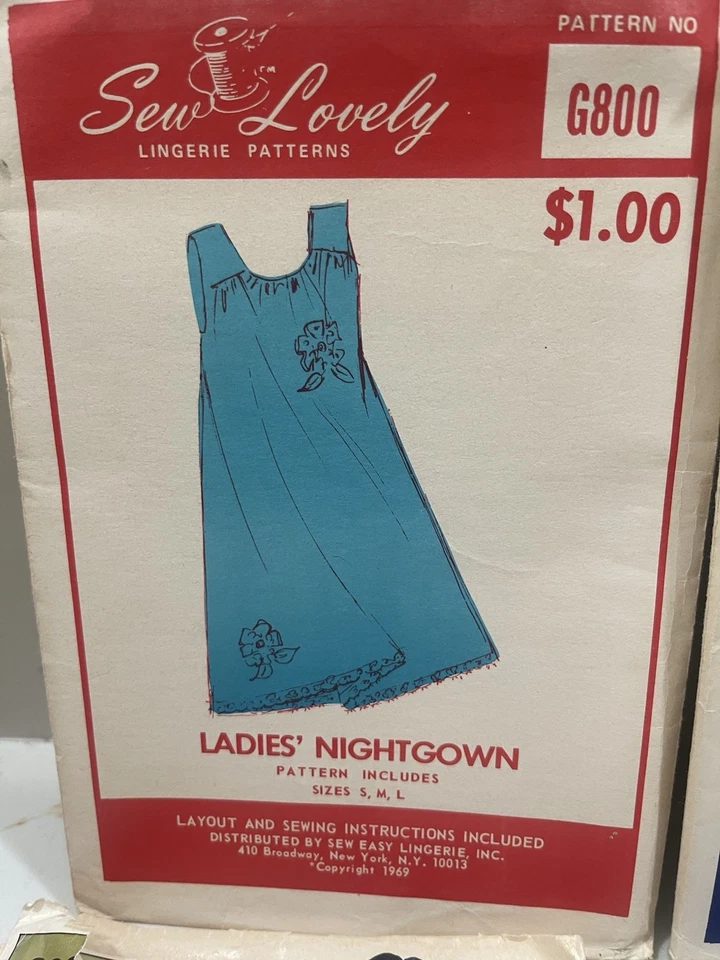 PATTERN NO
Sew Lovely™
G800
LINGERIE PATTERNS
$1.00
LADIES' NIGHTGOWN
PATTERN INCLUDES
SIZES S, M, L
LAYOUT AND SEWING INSTRUCTIONS INCLUDED
DISTRIBUTED BY SEW EASY LINGERIE, INC.
410 Broadway, New York, N.Y. 10013
*Copyright 1969